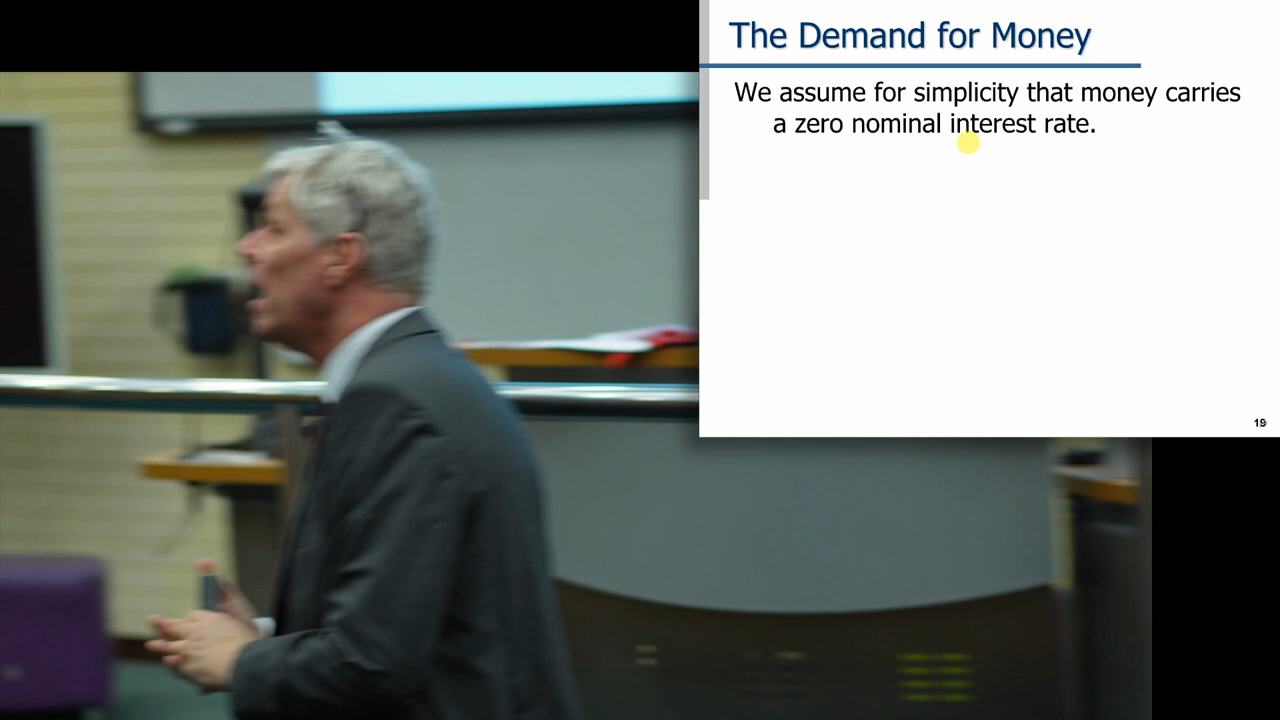 The Demand for Money
We assume for simplicity that money carries
a zero nominal interest rate.
19